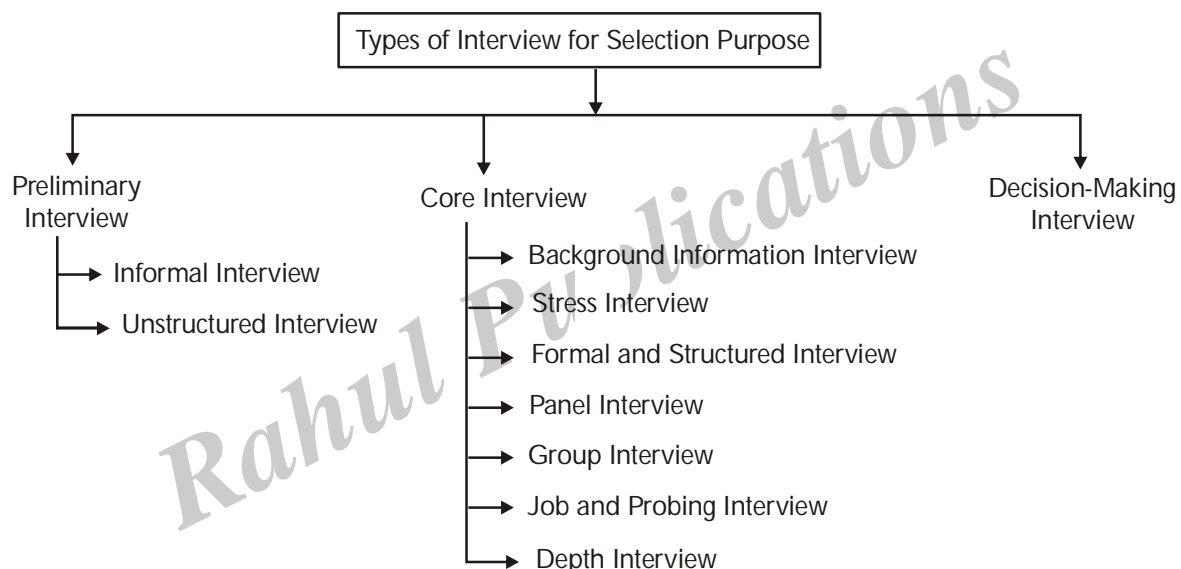 Types of Interview for Selection Purpose
Preliminary
Interview
Informal Interview
Unstructured Interview
Core Interview
Background Information Interview
Stress Interview
Formal and Structured Interview
Panel Interview
Group Interview
Job and Probing Interview
Depth Interview
Decision-Making
Interview
Rahul